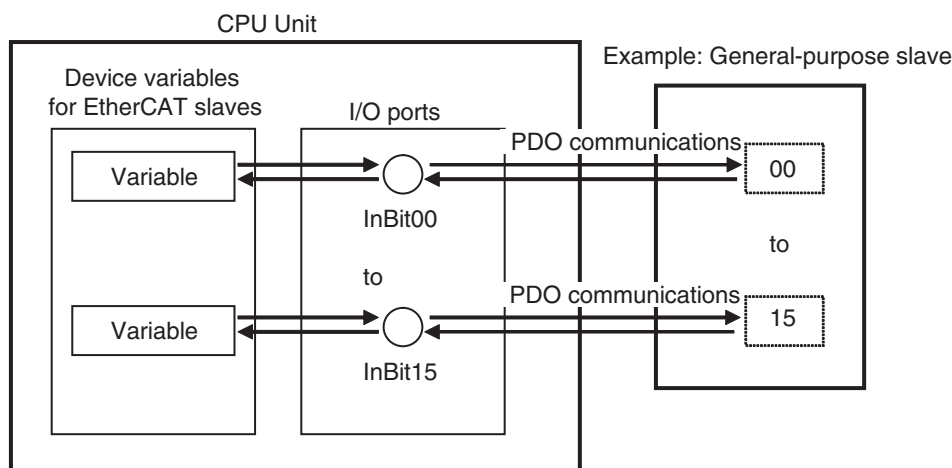 CPU Unit
Example: General-purpose slave
Device variables
for EtherCAT slaves
I/O ports
PDO communications
Variable
00
InBit00
to
to
PDO communications
Variable
15
InBit15